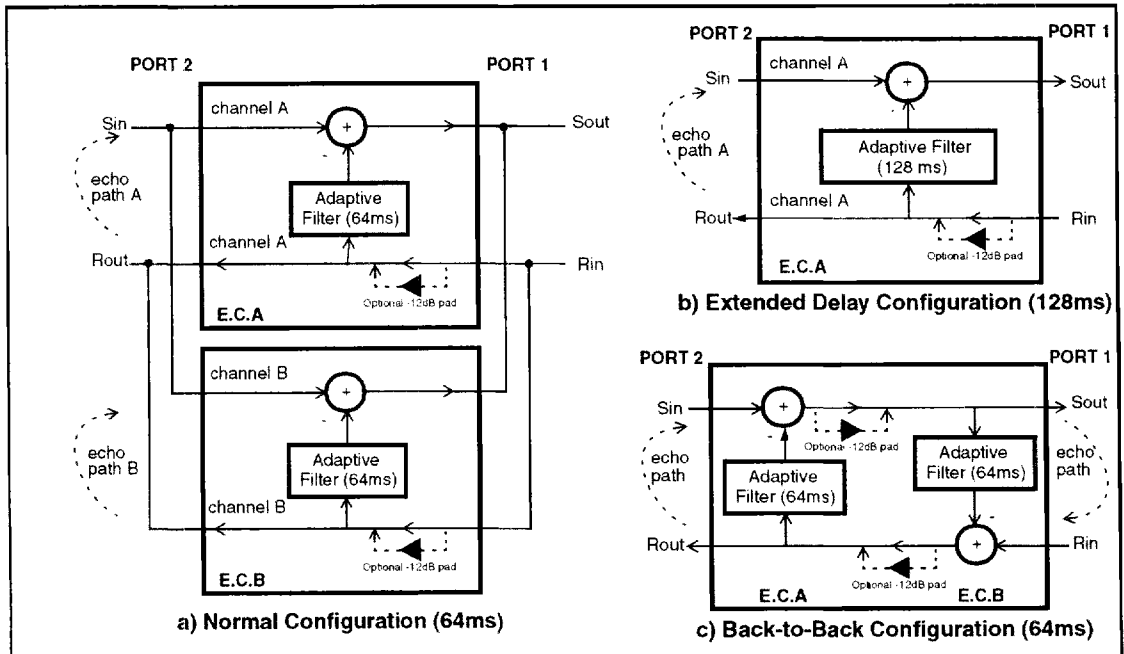 PORT 2
PORT 1
Sin
channel A
+
-
Sout
echo
path A
Adaptive
Filter (64ms)
channel A
Rout
Rin
Optional -12dB pad
E.C.A
channel B
+
-
echo
path B
Adaptive
Filter (64ms)
channel B
Optional -12dB pad
E.C.B
a) Normal Configuration (64ms)
PORT 2
PORT 1
Sin
channel A
+
-
Sout
echo
path A
Adaptive Filter
(128 ms)
channel A
Rout
Rin
Optional -12dB pad
E.C.A
b) Extended Delay Configuration (128ms)
PORT 2
PORT 1
Sin
+
-
Sout
Optional -12dB pad
echo
path
Adaptive
Filter (64ms)
Adaptive
Filter (64ms)
echo
path
-
+
Rout
Rin
Optional -12dB pad
E.C.A
E.C.B
c) Back-to-Back Configuration (64ms)